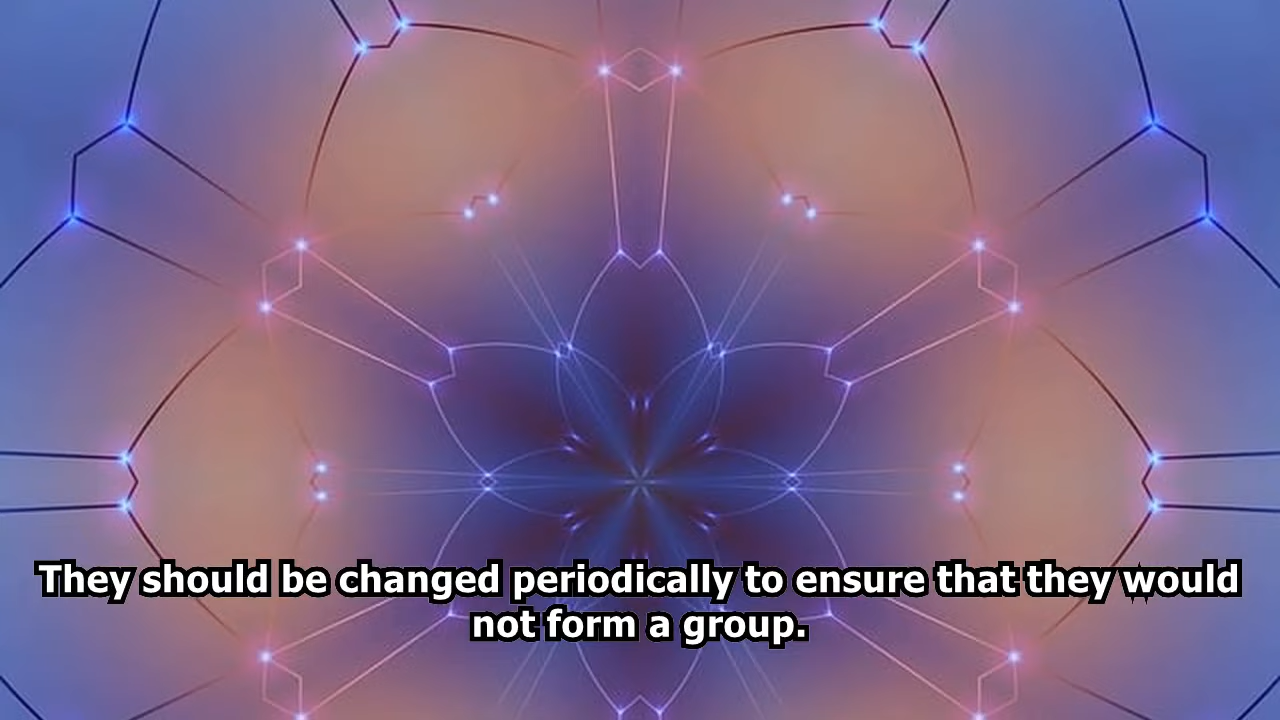 They should be changed periodically to ensure that they would
not form a group.